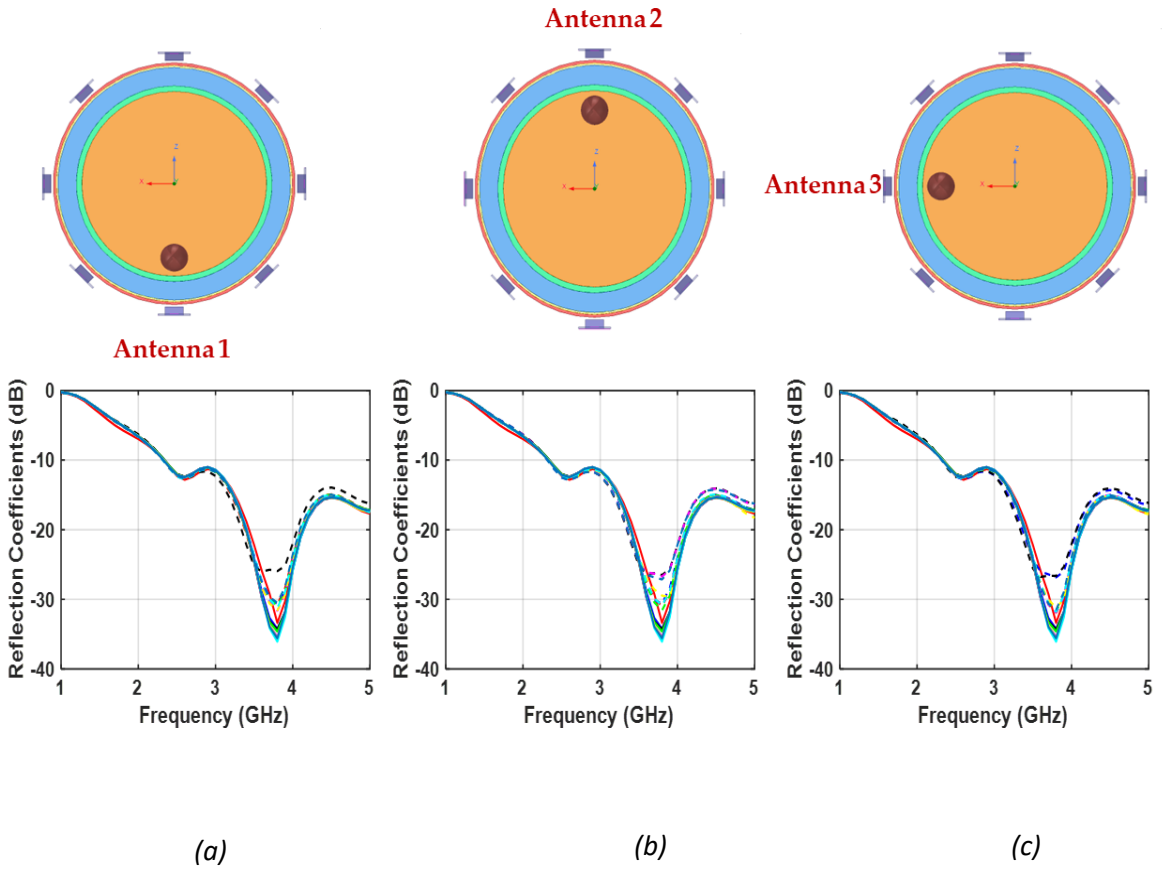 Antenna 2
z
x
Y
z
x
Y
z
x
Y
Antenna 3
Antenna 1
Reflection Coefficients (dB)
0
-10
-20
-30
-40
1 2 3 4 5
Frequency (GHz)
Reflection Coefficients (dB)
0
-10
-20
-30
-40
1 2 3 4 5
Frequency (GHz)
Reflection Coefficients (dB)
0
-10
-20
-30
-40
1 2 3 4 5
Frequency (GHz)
(a) (b) (c)